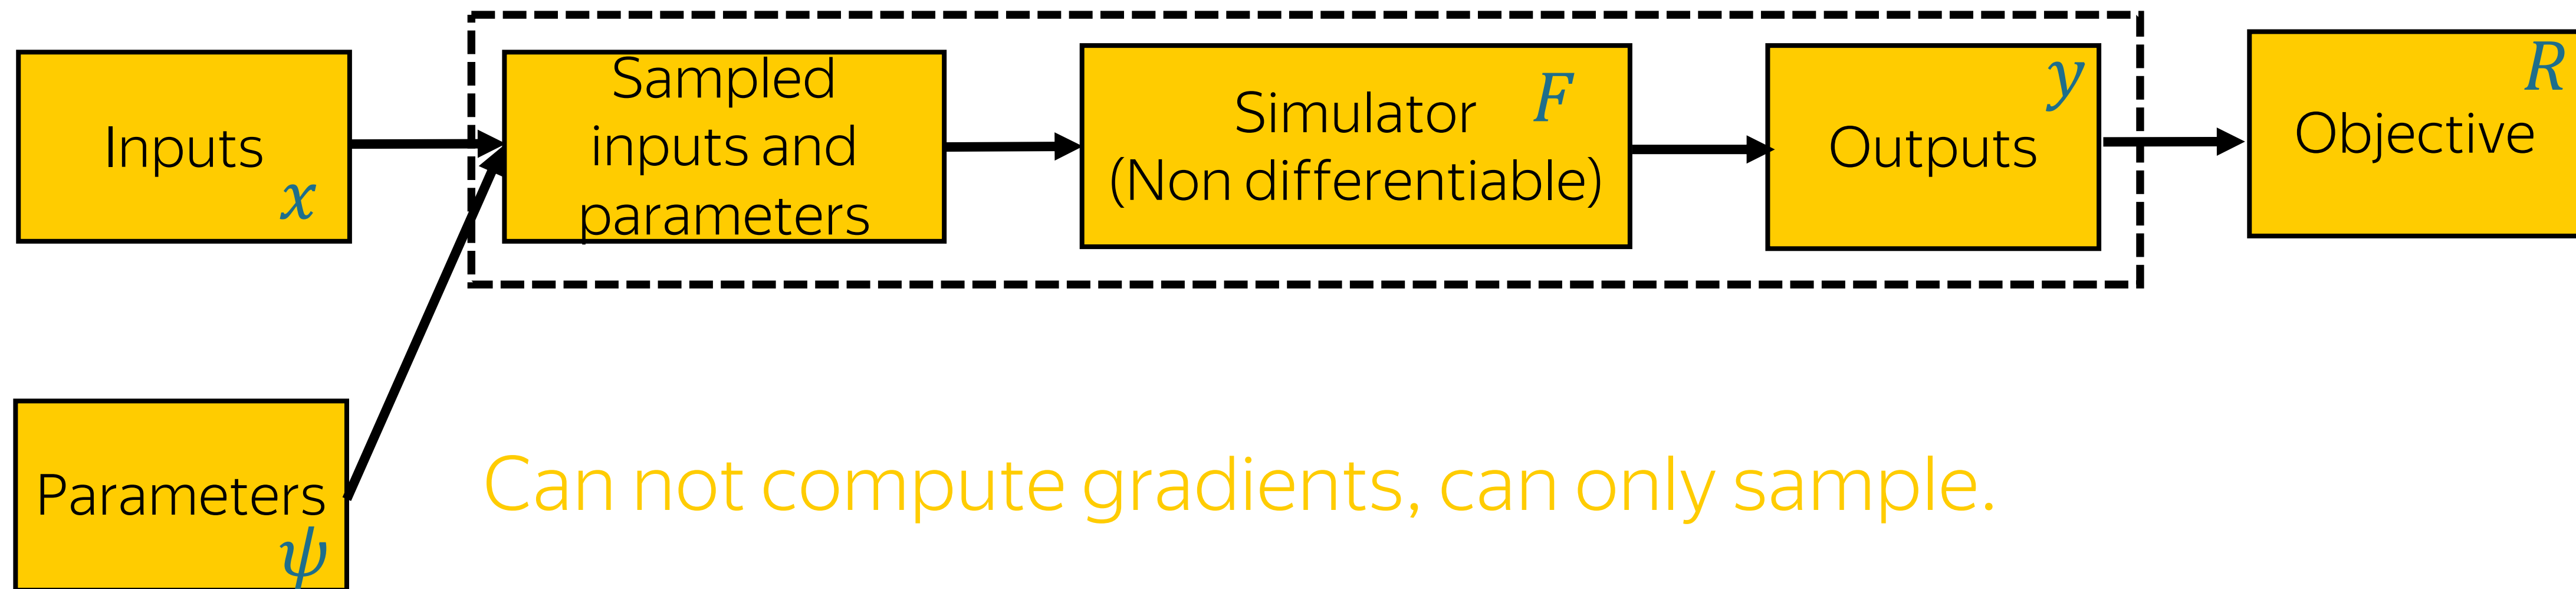 Inputs
x
Sampled
inputs and
parameters
Simulator F
(Non differentiable)
y
Outputs
R
Objective
Parameters
ψ
Can not compute gradients, can only sample.